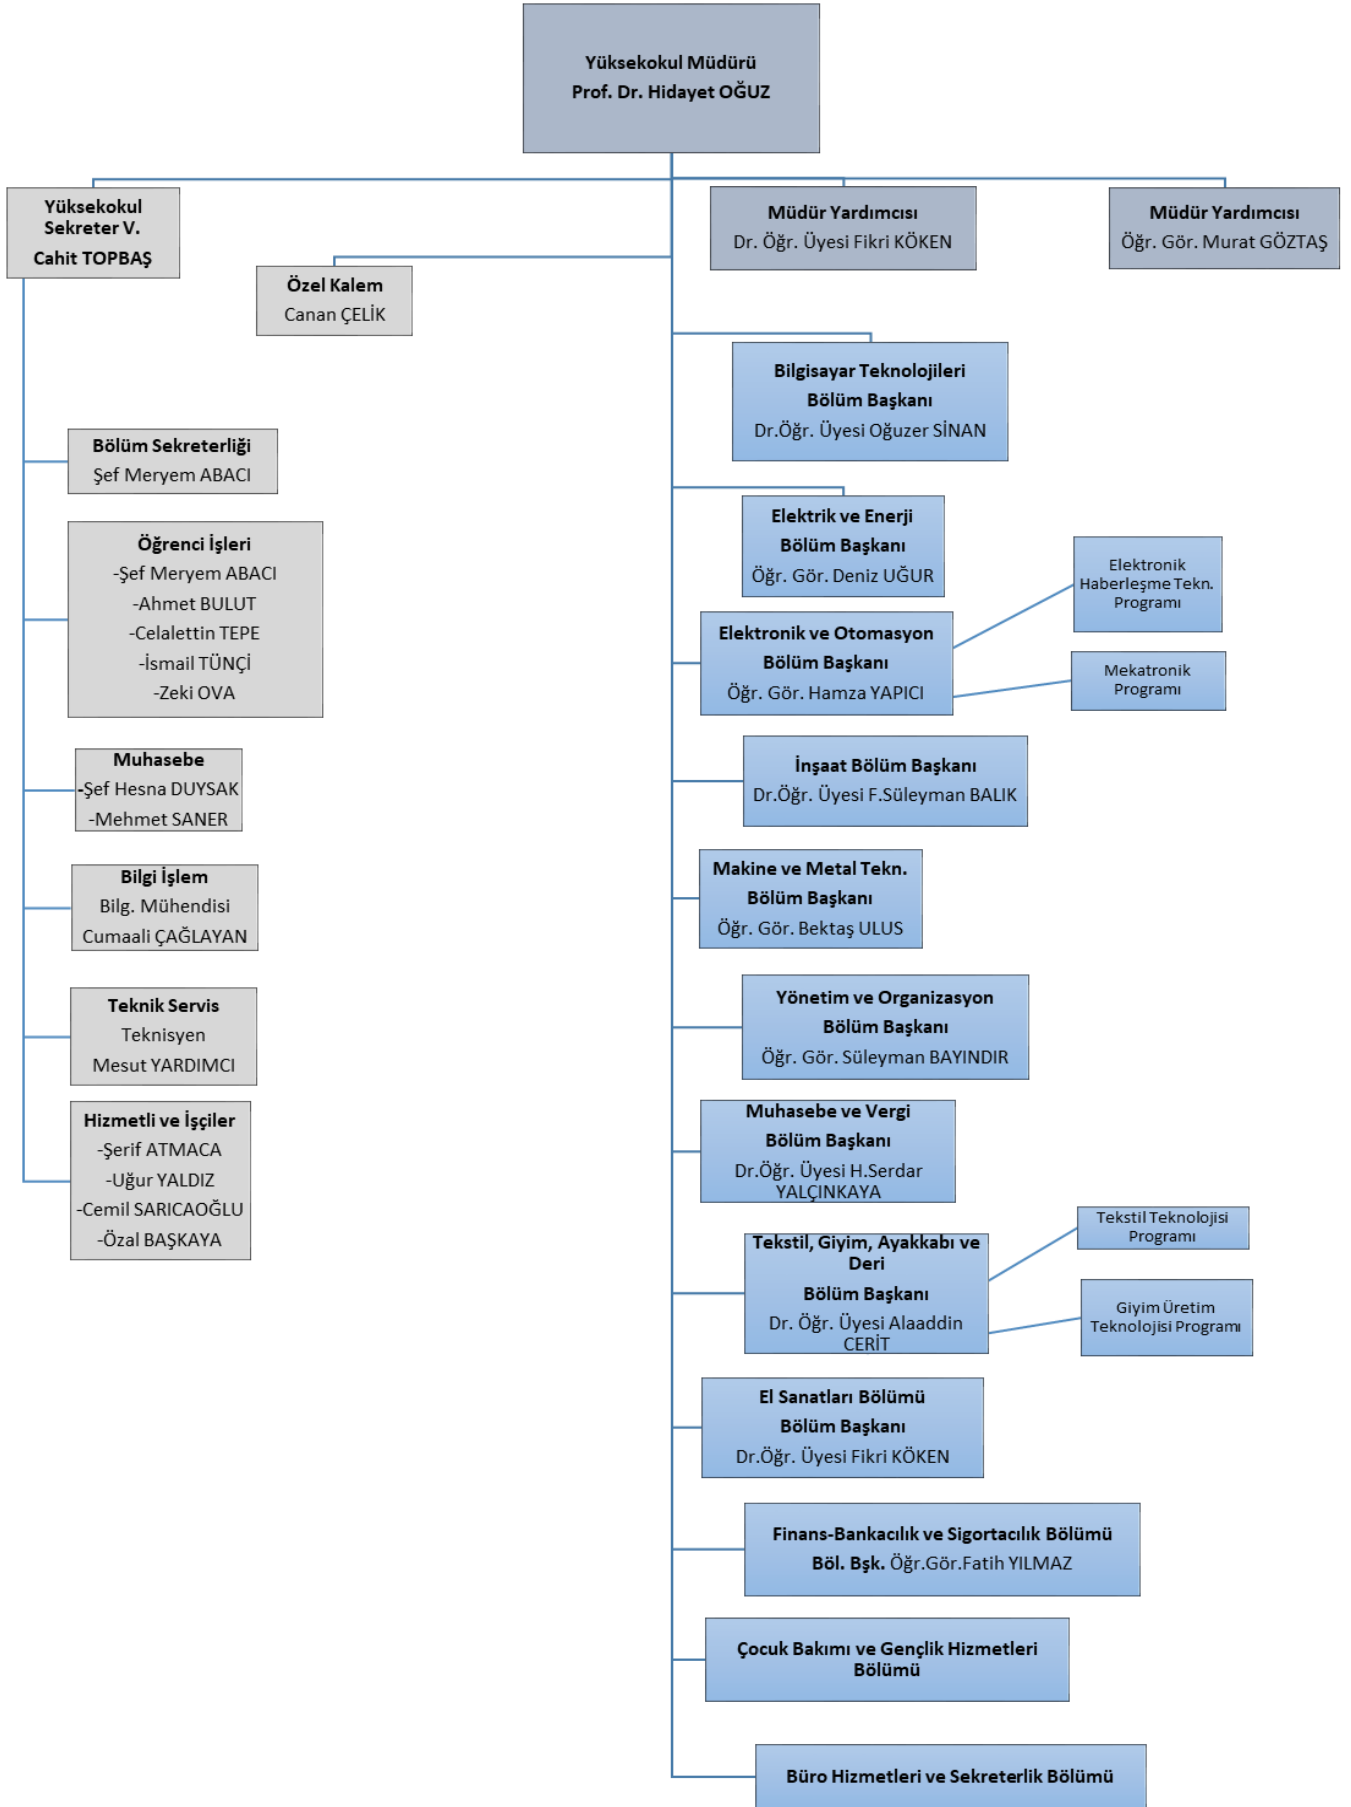 Yüksekokul Müdürü
Prof. Dr. Hidayet OĞUZ
Yüksekokul
Sekreter V.
Cahit TOPBAŞ
Müdür Yardımcısı
Dr. Öğr. Üyesi Fikri KÖKEN
Müdür Yardımcısı
Öğr. Gör. Murat GÖZTAŞ
Özel Kalem
Canan ÇELİK
Bölüm Sekreterliği
Şef Meryem ABACI
Öğrenci İşleri
-Şef Meryem ABACI
-Ahmet BULUT
-Celalettin TEPE
-İsmail TÜNÇİ
-Zeki OVA
Muhasebe
-Şef Hesna DUYSAK
-Mehmet SANER
Bilgi İşlem
Bilg. Mühendisi
Cumaali ÇAĞLAYAN
Teknik Servis
Teknisyen
Mesut YARDIMCI
Hizmetli ve İşçiler
-Şerif ATMACA
-Uğur YALDIZ
-Cemil SARICAOĞLU
-Özal BAŞKAYA
Bilgisayar Teknolojileri
Bölüm Başkanı
Dr.Öğr. Üyesi Oğuzer SİNAN
Elektrik ve Enerji
Bölüm Başkanı
Öğr. Gör. Deniz UĞUR
Elektronik ve Otomasyon
Bölüm Başkanı
Öğr. Gör. Hamza YAPICI
Elektronik
Haberleşme Tekn.
Programı
Mekatronik
Programı
İnşaat Bölüm Başkanı
Dr.Öğr. Üyesi F.Süleyman BALIK
Makine ve Metal Tekn.
Bölüm Başkanı
Öğr. Gör. Bektaş ULUS
Yönetim ve Organizasyon
Bölüm Başkanı
Öğr. Gör. Süleyman BAYINDIR
Muhasebe ve Vergi
Bölüm Başkanı
Dr.Öğr. Üyesi H.Serdar
YALÇINKAYA
Tekstil, Giyim, Ayakkabı ve
Deri
Bölüm Başkanı
Dr. Öğr. Üyesi Alaaddin
CERİT
Tekstil Teknolojisi
Programı
Giyim Üretim
Teknolojisi Programı
El Sanatları Bölümü
Bölüm Başkanı
Dr.Öğr. Üyesi Fikri KÖKEN
Finans-Bankacılık ve Sigortacılık Bölümü
Böl. Bşk. Öğr.Gör.Fatih YILMAZ
Çocuk Bakımı ve Gençlik Hizmetleri
Bölümü
Büro Hizmetleri ve Sekreterlik Bölümü